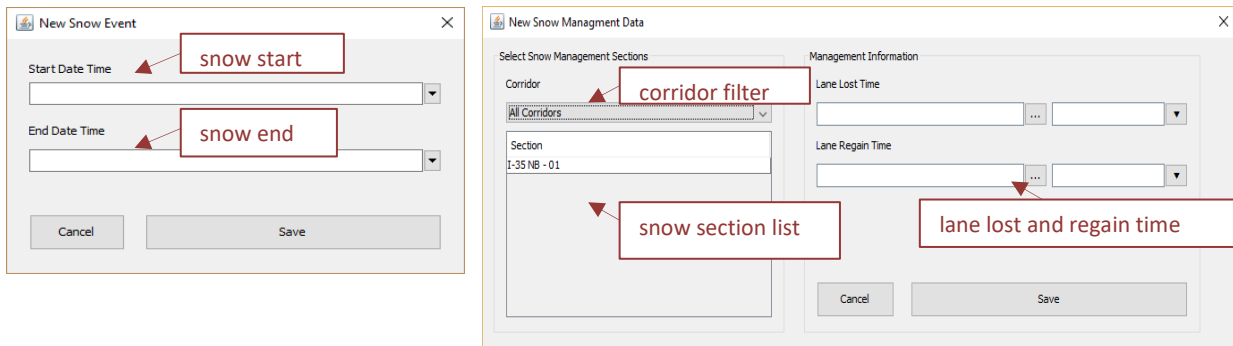 New Snow Event
snow start
Start Date Time
End Date Time
snow end
Cancel
Save
New Snow Managment Data
Select Snow Management Sections
Corridor
corridor filter
All Corridors
Section
I-35 NB - 01
snow section list
Management Information
Lane Lost Time
...
Lane Regain Time
...
lane lost and regain time
Cancel
Save